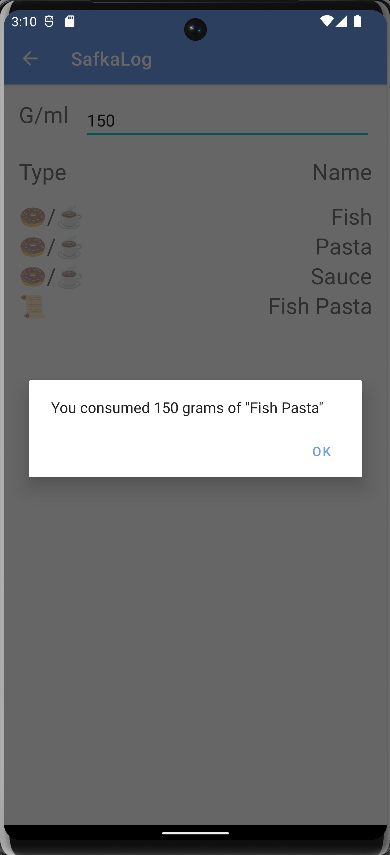 3:10
SafkaLog
G/ml 150
Type Name
/ Fish
/ Pasta
/ Sauce
Fish Pasta
You consumed 150 grams of "Fish Pasta"
OK